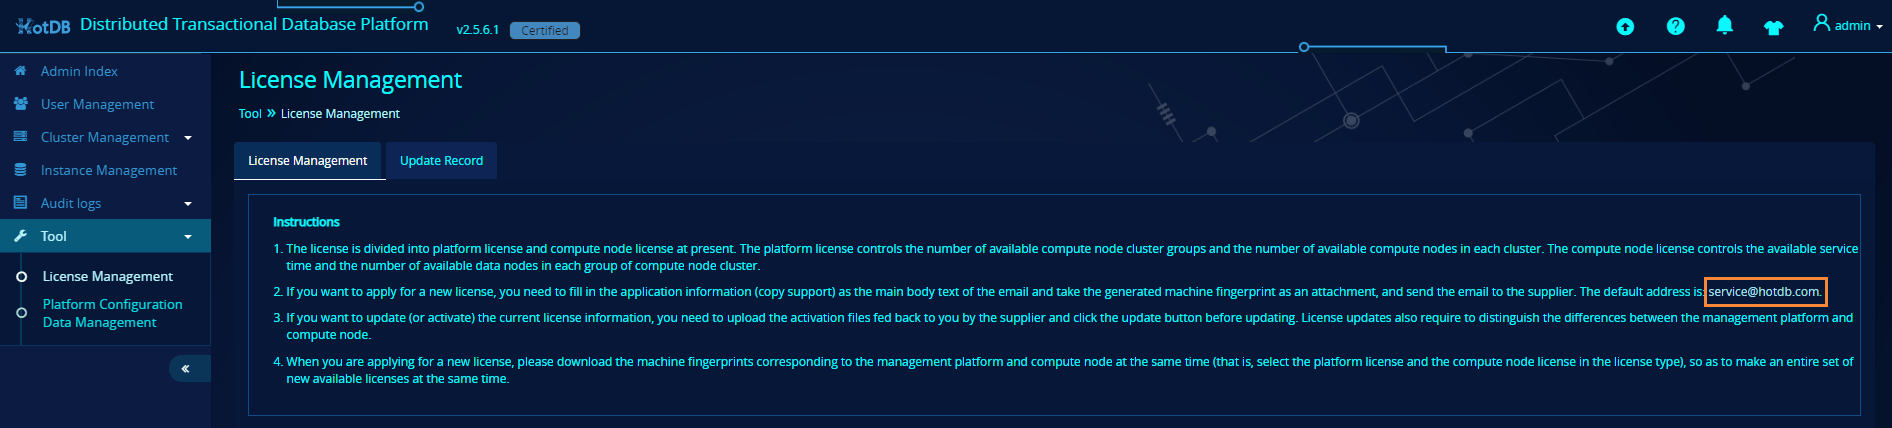 HotDB Distributed Transactional Database Platform v2.5.6.1 Certified
admin
Admin Index
User Management
Cluster Management
Instance Management
Audit logs
Tool
License Management
Platform Configuration
Data Management
License Management
Tool » License Management
License Management Update Record
Instructions
1. The license is divided into platform license and compute node license at present. The platform license controls the number of available compute node cluster groups and the number of available compute nodes in each cluster. The compute node license controls the available service
time and the number of available data nodes in each group of compute node cluster.
2. If you want to apply for a new license, you need to fill in the application information (copy support) as the main body text of the email and take the generated machine fingerprint as an attachment, and send the email to the supplier. The default address is: service@hotdb.com.
3. If you want to update (or activate) the current license information, you need to upload the activation files fed back to you by the supplier and click the update button before updating. License updates also require to distinguish the differences between the management platform and
compute node.
4. When you are applying for a new license, please download the machine fingerprints corresponding to the management platform and compute node at the same time (that is, select the platform license and the compute node license in the license type), so as to make an entire set of
new available licenses at the same time.